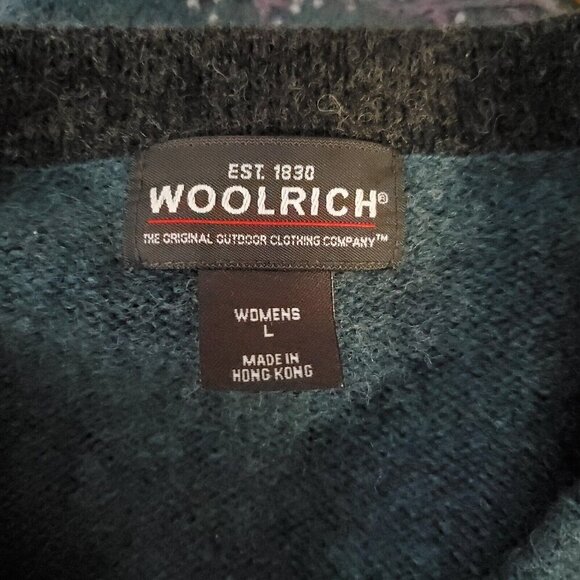 EST. 1830
WOOLRICH®
THE ORIGINAL OUTDOOR CLOTHING COMPANY™
WOMENS
L
MADE IN
HONG KONG